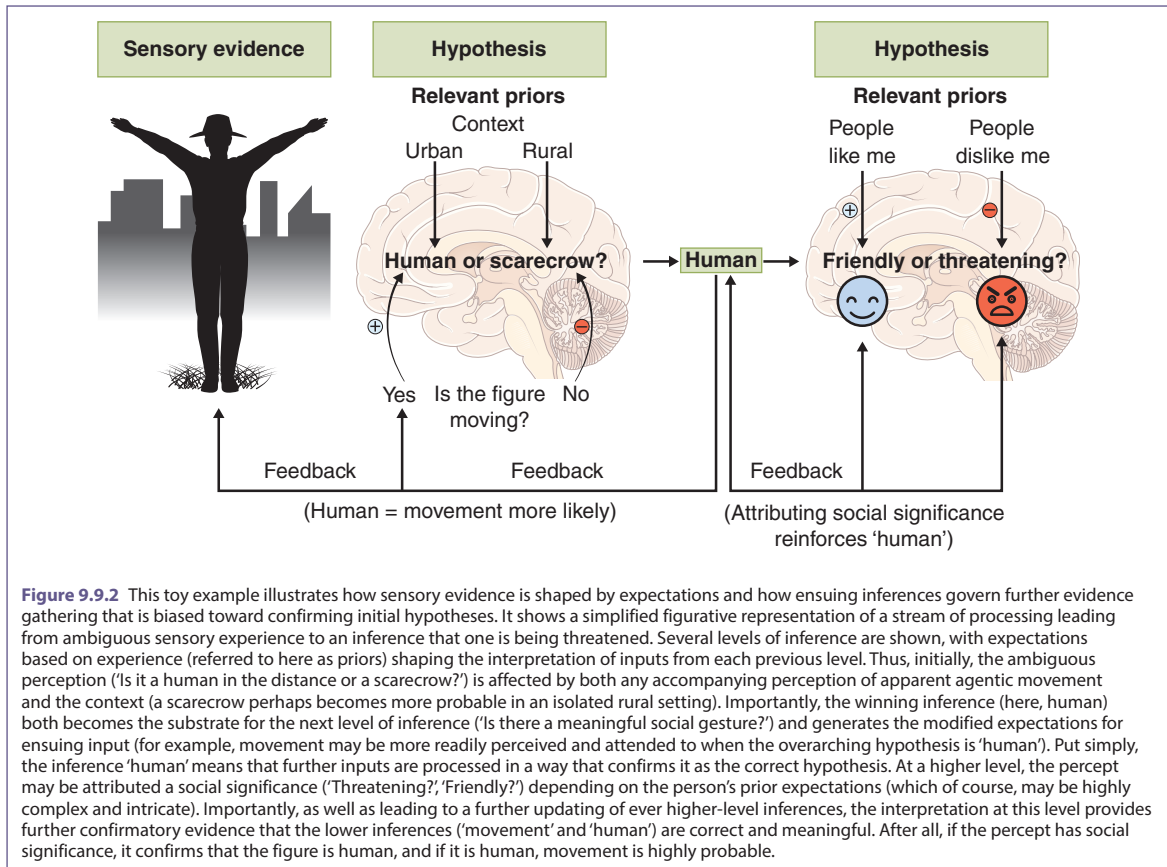 Sensory evidence
Hypothesis
Hypothesis
Relevant priors
Context
Urban
Rural
Relevant priors
People
like me
People
dislike me
+
−
Human or scarecrow?
Human
Friendly or threatening?
+
−
Yes
Is the figure
moving?
No
Feedback
Feedback
Feedback
(Human = movement more likely)
(Attributing social significance
reinforces ‘human’)
Figure 9.9.2 This toy example illustrates how sensory evidence is shaped by expectations and how ensuing inferences govern further evidence
gathering that is biased toward confirming initial hypotheses. It shows a simplified figurative representation of a stream of processing leading
from ambiguous sensory experience to an inference that one is being threatened. Several levels of inference are shown, with expectations
based on experience (referred to here as priors) shaping the interpretation of inputs from each previous level. Thus, initially, the ambiguous
perception (‘Is it a human in the distance or a scarecrow?’) is affected by both any accompanying perception of apparent agentic movement
and the context (a scarecrow perhaps becomes more probable in an isolated rural setting). Importantly, the winning inference (here, human)
both becomes the substrate for the next level of inference (‘Is there a meaningful social gesture?’) and generates the modified expectations for
ensuing input (for example, movement may be more readily perceived and attended to when the overarching hypothesis is ‘human’). Put simply,
the inference ‘human’ means that further inputs are processed in a way that confirms it as the correct hypothesis. At a higher level, the percept
may be attributed a social significance (‘Threatening?’, ‘Friendly?’) depending on the person’s prior expectations (which of course, may be highly
complex and intricate). Importantly, as well as leading to a further updating of ever higher-level inferences, the interpretation at this level provides
further confirmatory evidence that the lower inferences (‘movement’ and ‘human’) are correct and meaningful. After all, if the percept has social
significance, it confirms that the figure is human, and if it is human, movement is highly probable.